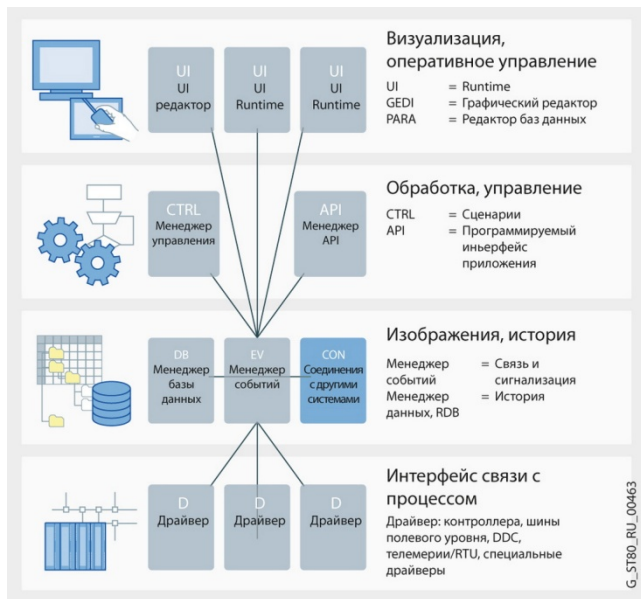 UI
UI
редактор
UI
UI
Runtime
UI
UI
Runtime
Визуализация,
оперативное управление
UI = Runtime
GEDI = Графический редактор
PARA = Редактор баз данных
CTRL
Менеджер
управления
API
Менеджер
API
Обработка, управление
CTRL = Сценарии
API = Программируемый
иньерфейс
приложения
DB
Менеджер
базы
данных
EV
Менеджер
событий
CON
Соединения
с другими
системами
Изображения, история
Менеджер = Связь и
событий сигнализация
Менеджер = История
данных, RDB
D
Драйвер
D
Драйвер
D
Драйвер
Интерфейс связи с
процессом
Драйвер: контроллера, шины
полевого уровня, DDC,
телемерии/RTU, специальные
драйверы
G_ST80_RU_00463